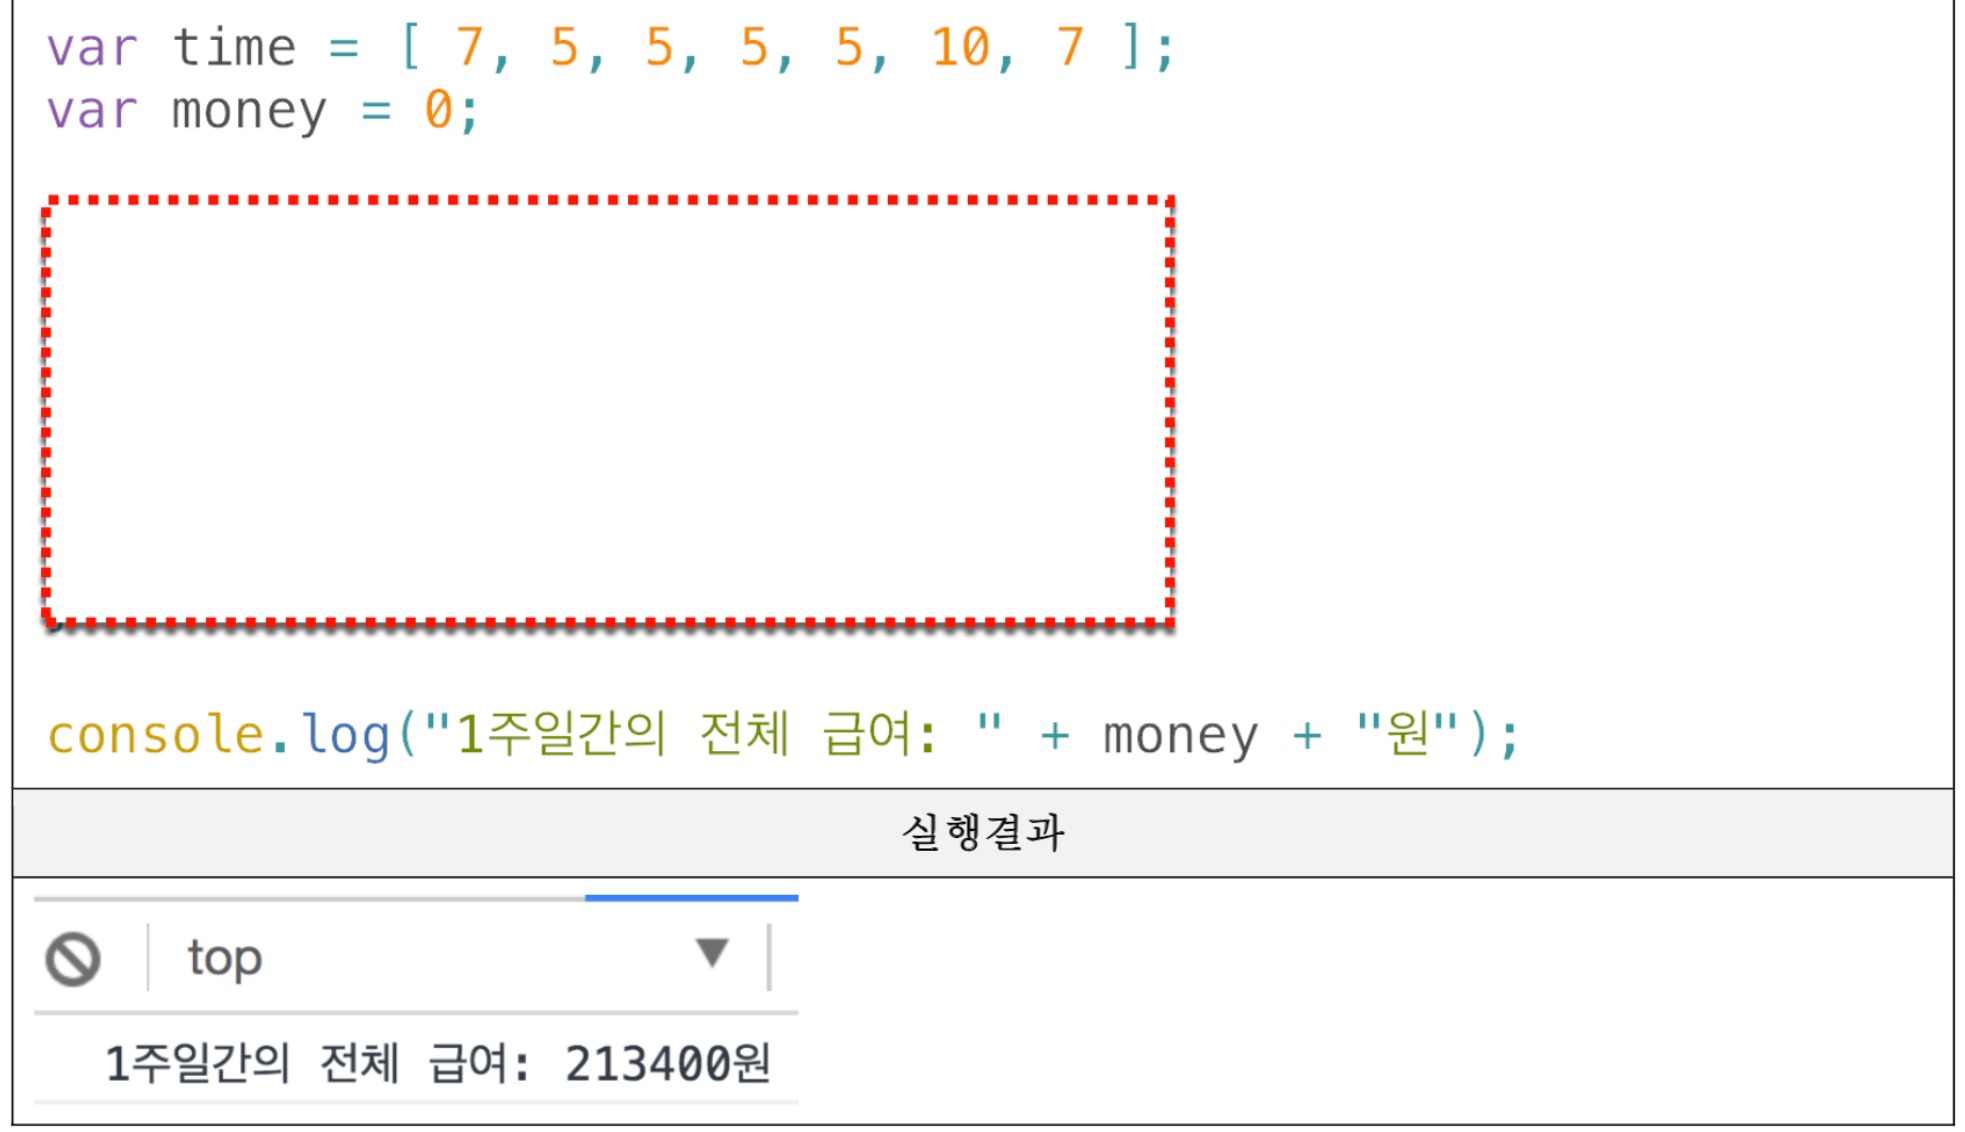 var time = [ 7, 5, 5, 5, 5, 10, 7 ];
var money = 0;
console.log("1주일간의 전체 급여: " + money + "원");
실행결과
top
1주일간의 전체 급여: 213400원